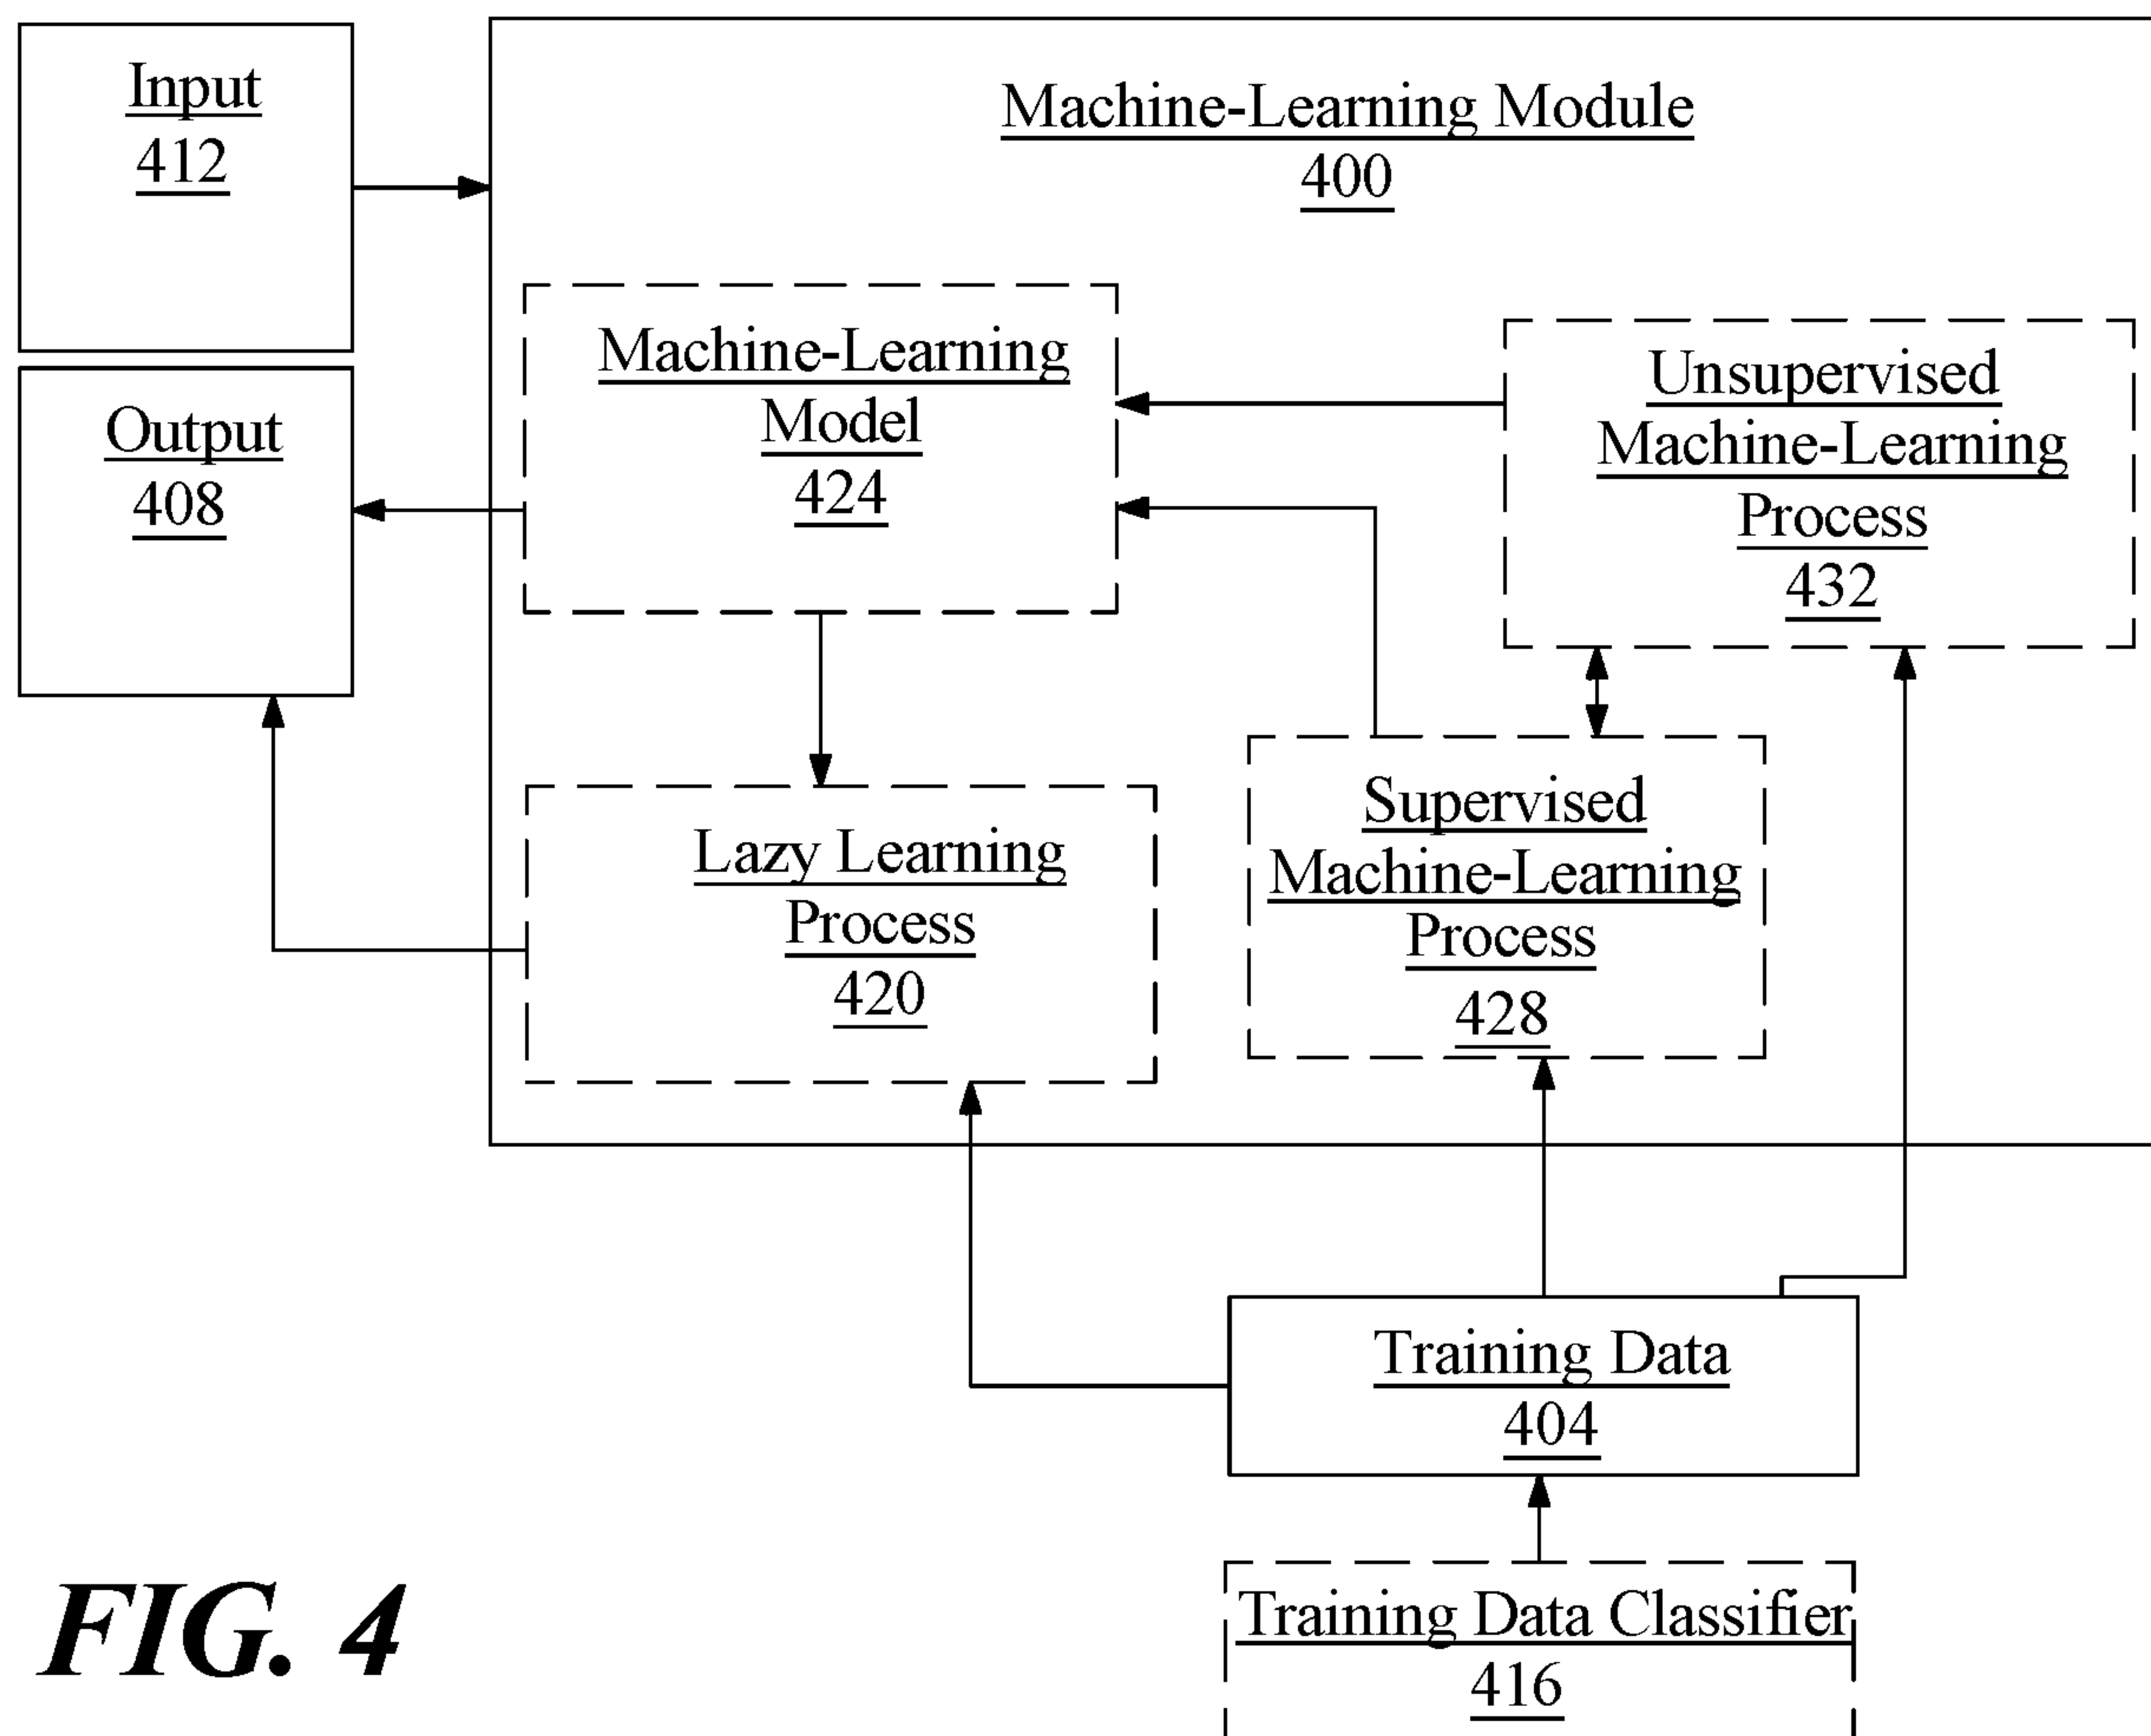 Input
412
Machine-Learning Module
400
Output
408
Machine-Learning
Model
424
Unsupervised
Machine-Learning
Process
432
Lazy Learning
Process
420
Supervised
Machine-Learning
Process
428
Training Data
404
Training Data Classifier
416
FIG. 4